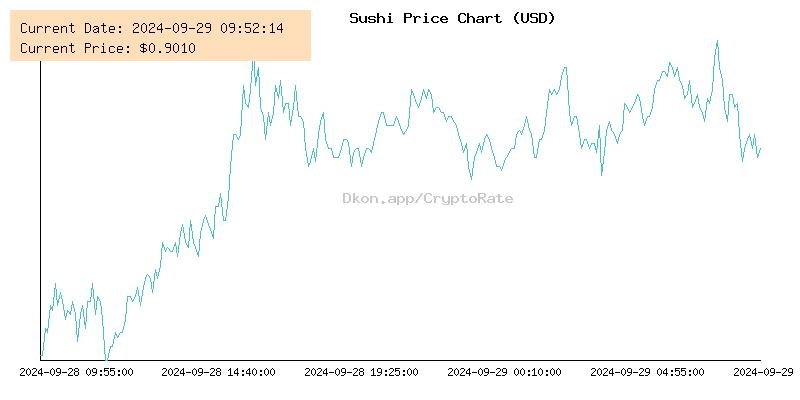 Sushi Price Chart (USD)
Current Date: 2024-09-29 09:52:14
Current Price: $0.9010
Dkon.app/CryptoRate
2024-09-28 09:55:00
2024-09-28 14:40:00
2024-09-28 19:25:00
2024-09-29 00:10:00
2024-09-29 04:55:00
2024-09-29